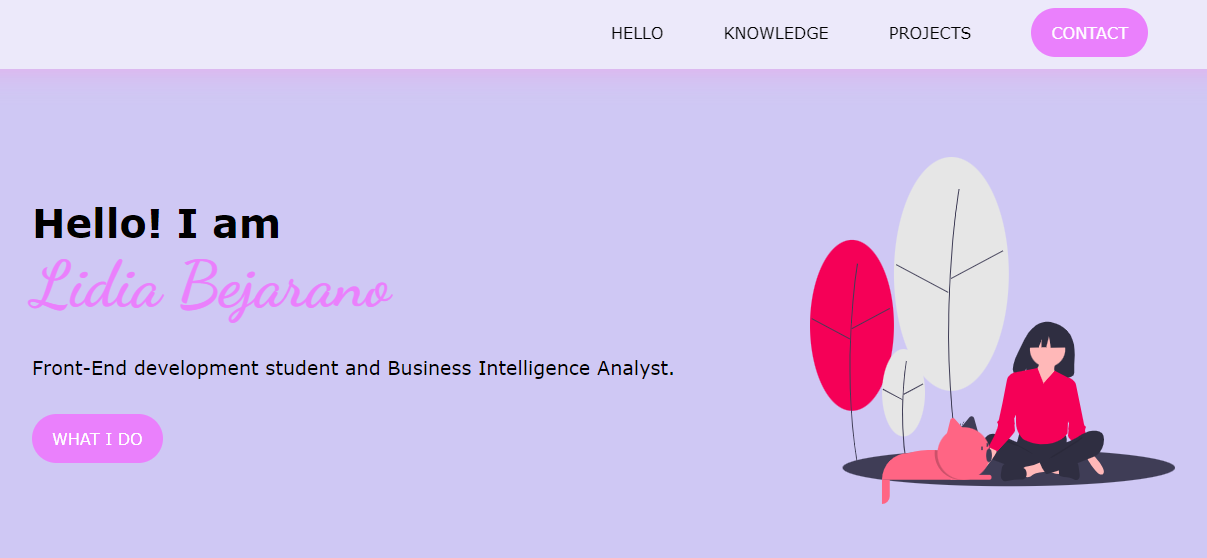 HELLO KNOWLEDGE PROJECTS CONTACT
Hello! I am
Lidia Bejarano
Front-End development student and Business Intelligence Analyst.
WHAT I DO